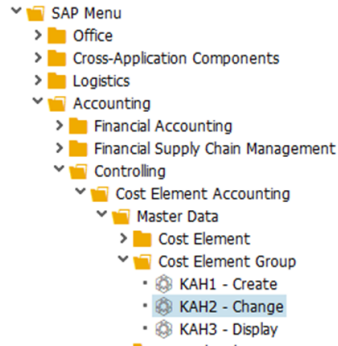 SAP Menu
Office
Cross-Application Components
Logistics
Accounting
Financial Accounting
Financial Supply Chain Management
Controlling
Cost Element Accounting
Master Data
Cost Element
Cost Element Group
KAH1 - Create
KAH2 - Change
KAH3 - Display